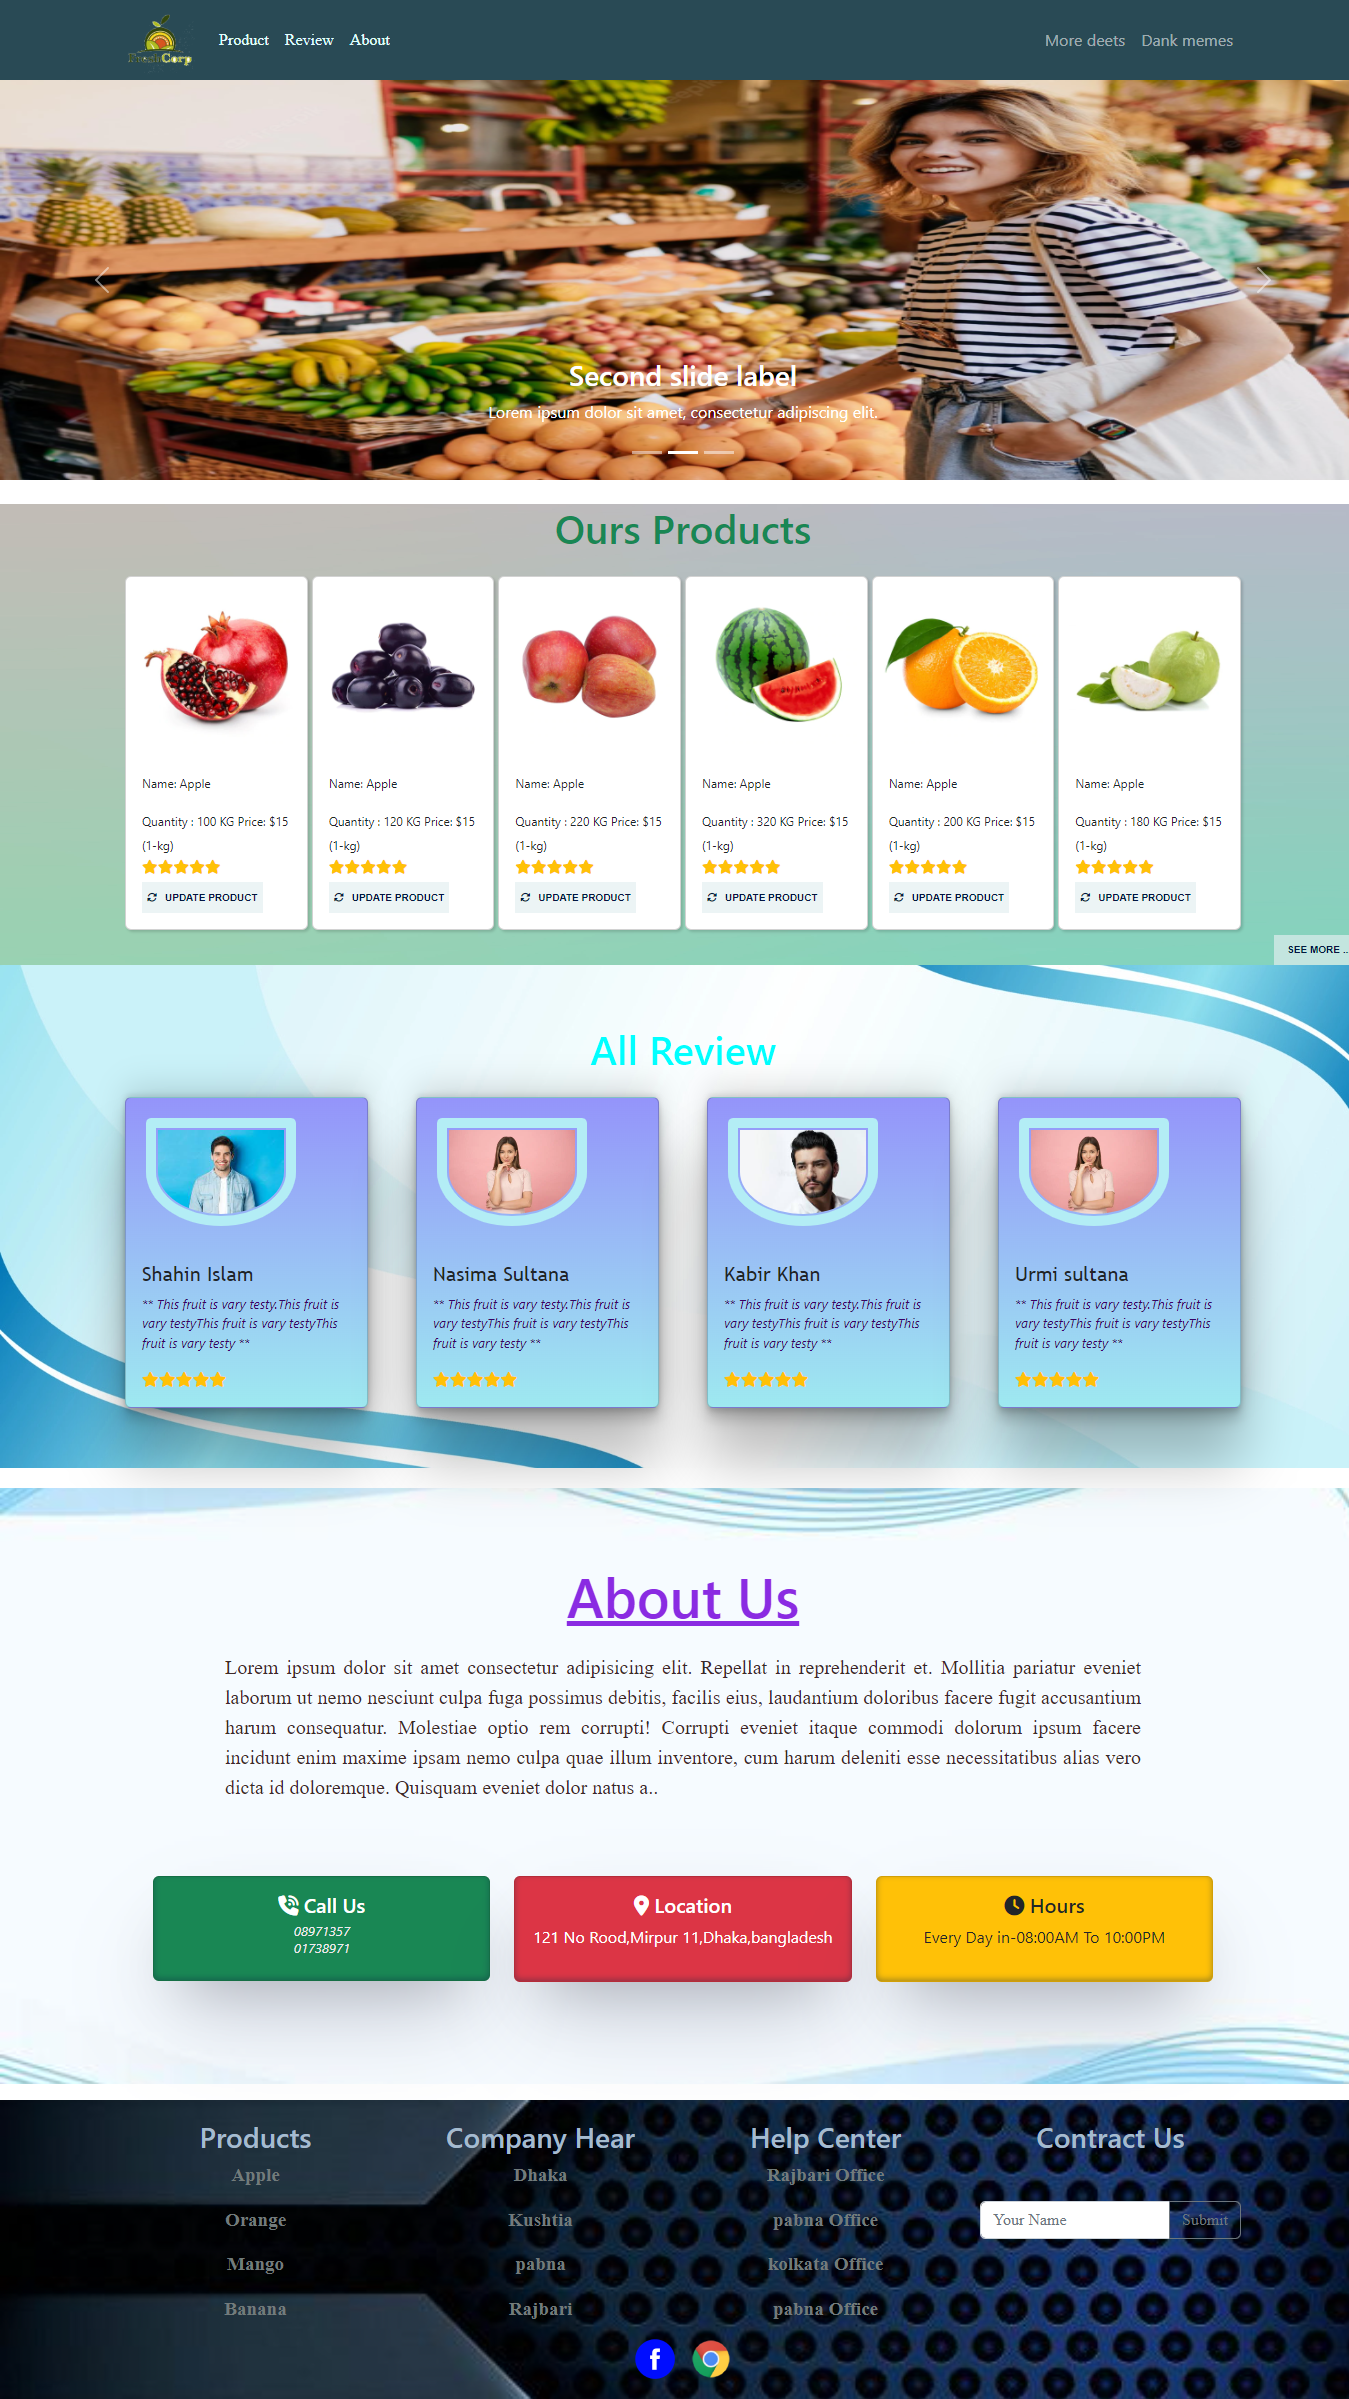 Corp
Product Review About
More deets Dank memes
Second slide label
Lorem ipsum dolor sit amet, consectetur adipiscing elit.
Ours Products
Name: Apple
Quantity : 100 KG Price: $15
(1-kg)
UPDATE PRODUCT
Name: Apple
Quantity : 120 KG Price: $15
(1-kg)
UPDATE PRODUCT
Name: Apple
Quantity : 220 KG Price: $15
(1-kg)
UPDATE PRODUCT
Name: Apple
Quantity : 320 KG Price: $15
(1-kg)
UPDATE PRODUCT
Name: Apple
Quantity : 200 KG Price: $15
(1-kg)
UPDATE PRODUCT
Name: Apple
Quantity : 180 KG Price: $15
(1-kg)
UPDATE PRODUCT
SEE MORE ..
All Review
Shahin Islam
** This fruit is vary testy.This fruit is
vary testyThis fruit is vary testyThis
fruit is vary testy **
Nasima Sultana
** This fruit is vary testy.This fruit is
vary testyThis fruit is vary testyThis
fruit is vary testy **
Kabir Khan
** This fruit is vary testy.This fruit is
vary testyThis fruit is vary testyThis
fruit is vary testy **
Urmi sultana
** This fruit is vary testy.This fruit is
vary testyThis fruit is vary testyThis
fruit is vary testy **
About Us
Lorem ipsum dolor sit amet consectetur adipisicing elit. Repellat in reprehenderit et. Mollitia pariatur eveniet
laborum ut nemo nesciunt culpa fuga possimus debitis, facilis eius, laudantium doloribus facere fugit accusantium
harum consequatur. Molestiae optio rem corrupti! Corrupti eveniet itaque commodi dolorum ipsum facere
incidunt enim maxime ipsam nemo culpa quae illum inventore, cum harum deleniti esse necessitatibus alias vero
dicta id doloremque. Quisquam eveniet dolor natus a..
Call Us
08971357
01738971
Location
121 No Rood,Mirpur 11,Dhaka,bangladesh
Hours
Every Day in-08:00AM To 10:00PM
Products
Apple
Orange
Mango
Banana
Company Hear
Dhaka
Kushtia
pabna
Rajbari
Help Center
Rajbari Office
pabna Office
kolkata Office
pabna Office
Contract Us
Your Name Submit